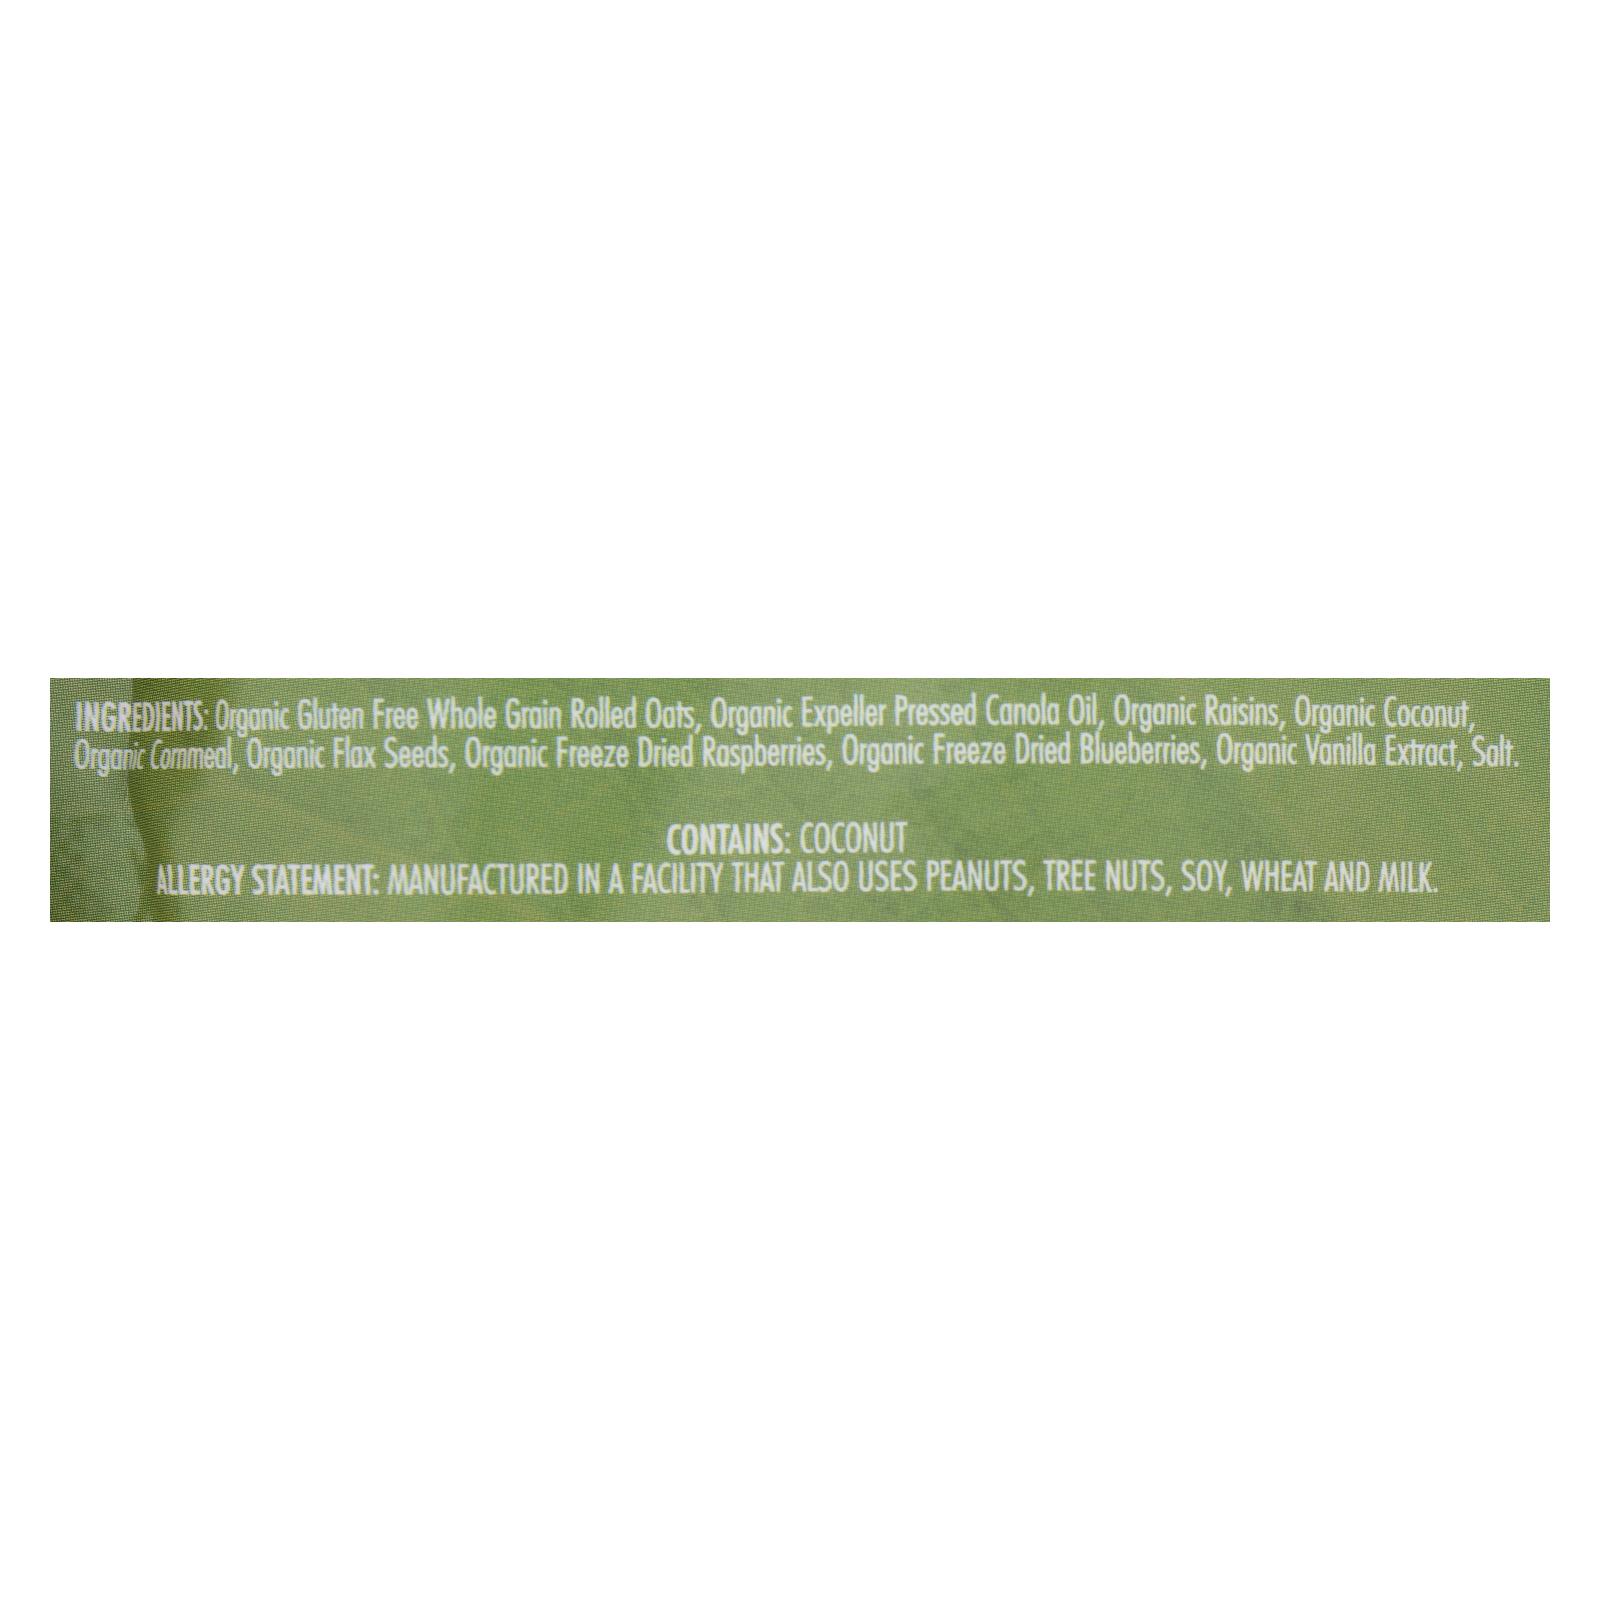 INGREDIENTS: Organic Gluten Free Whole Grain Rolled Oats, Organic Expeller Pressed Canola Oil, Organic Raisins, Organic Coconut,
Organic Cornmeal, Organic Flax Seeds, Organic Freeze Dried Raspberries, Organic Freeze Dried Blueberries, Organic Vanilla Extract, Salt.
CONTAINS: COCONUT
ALLERGY STATEMENT: MANUFACTURED IN A FACILITY THAT ALSO USES PEANUTS, TREE NUTS, SOY, WHEAT AND MILK.